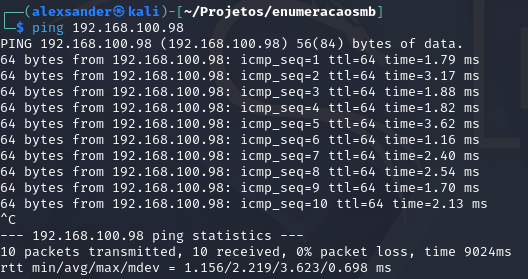 ┌──(alexsander㉿kali)-[~/Projetos/enumeracaosmb]
└─$ ping 192.168.100.98
PING 192.168.100.98 (192.168.100.98) 56(84) bytes of data.
64 bytes from 192.168.100.98: icmp_seq=1 ttl=64 time=1.79 ms
64 bytes from 192.168.100.98: icmp_seq=2 ttl=64 time=3.17 ms
64 bytes from 192.168.100.98: icmp_seq=3 ttl=64 time=1.88 ms
64 bytes from 192.168.100.98: icmp_seq=4 ttl=64 time=1.82 ms
64 bytes from 192.168.100.98: icmp_seq=5 ttl=64 time=3.62 ms
64 bytes from 192.168.100.98: icmp_seq=6 ttl=64 time=1.16 ms
64 bytes from 192.168.100.98: icmp_seq=7 ttl=64 time=2.40 ms
64 bytes from 192.168.100.98: icmp_seq=8 ttl=64 time=2.54 ms
64 bytes from 192.168.100.98: icmp_seq=9 ttl=64 time=1.70 ms
64 bytes from 192.168.100.98: icmp_seq=10 ttl=64 time=2.13 ms
^C
--- 192.168.100.98 ping statistics ---
10 packets transmitted, 10 received, 0% packet loss, time 9024ms
rtt min/avg/max/mdev = 1.156/2.219/3.623/0.698 ms